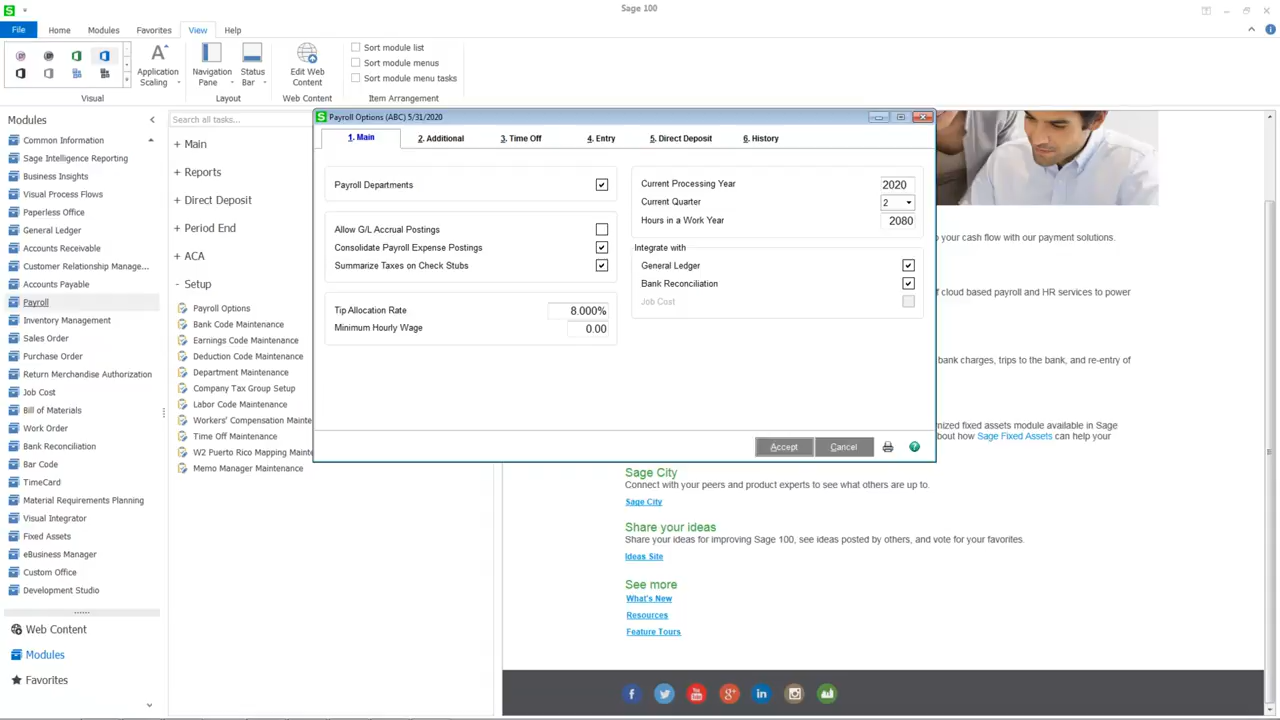 Sage 100
File Home Modules Favorites View Help
Application Scaling
Navigation Pane
Status Bar
Edit Web Content
Sort module list
Sort module menus
Sort module menu tasks
Visual
Layout
Web Content
Item Arrangement
Modules
Common Information
Sage Intelligence Reporting
Business Insights
Visual Process Flows
Paperless Office
General Ledger
Accounts Receivable
Customer Relationship Manage...
Accounts Payable
Payroll
Inventory Management
Sales Order
Purchase Order
Return Merchandise Authorization
Job Cost
Bill of Materials
Work Order
Bank Reconciliation
Bar Code
TimeCard
Material Requirements Planning
Visual Integrator
Fixed Assets
eBusiness Manager
Custom Office
Development Studio
Web Content
Modules
Favorites
Search all tasks...
+ Main
+ Reports
+ Direct Deposit
+ Period End
+ ACA
- Setup
Payroll Options
Bank Code Maintenance
Earnings Code Maintenance
Deduction Code Maintenance
Department Maintenance
Company Tax Group Setup
Labor Code Maintenance
Workers' Compensation Mainte
Time Off Maintenance
W2 Puerto Rico Mapping Mainte
Memo Manager Maintenance
S Payroll Options (ABC) 5/31/2020
1. Main 2. Additional 3. Time Off 4. Entry 5. Direct Deposit 6. History
Payroll Departments
Allow G/L Accrual Postings
Consolidate Payroll Expense Postings
Summarize Taxes on Check Stubs
Tip Allocation Rate 8.000%
Minimum Hourly Wage 0.00
Current Processing Year 2020
Current Quarter 2
Hours in a Work Year 2080
Integrate with
General Ledger
Bank Reconciliation
Job Cost
Accept Cancel
your cash flow with our payment solutions.
of cloud based payroll and HR services to power
bank charges, trips to the bank, and re-entry of
mized fixed assets module available in Sage
about how Sage Fixed Assets can help your
Sage City
Connect with your peers and product experts to see what others are up to.
Sage City
Share your ideas
Share your ideas for improving Sage 100, see ideas posted by others, and vote for your favorites.
Ideas Site
See more
What's New
Resources
Feature Tours